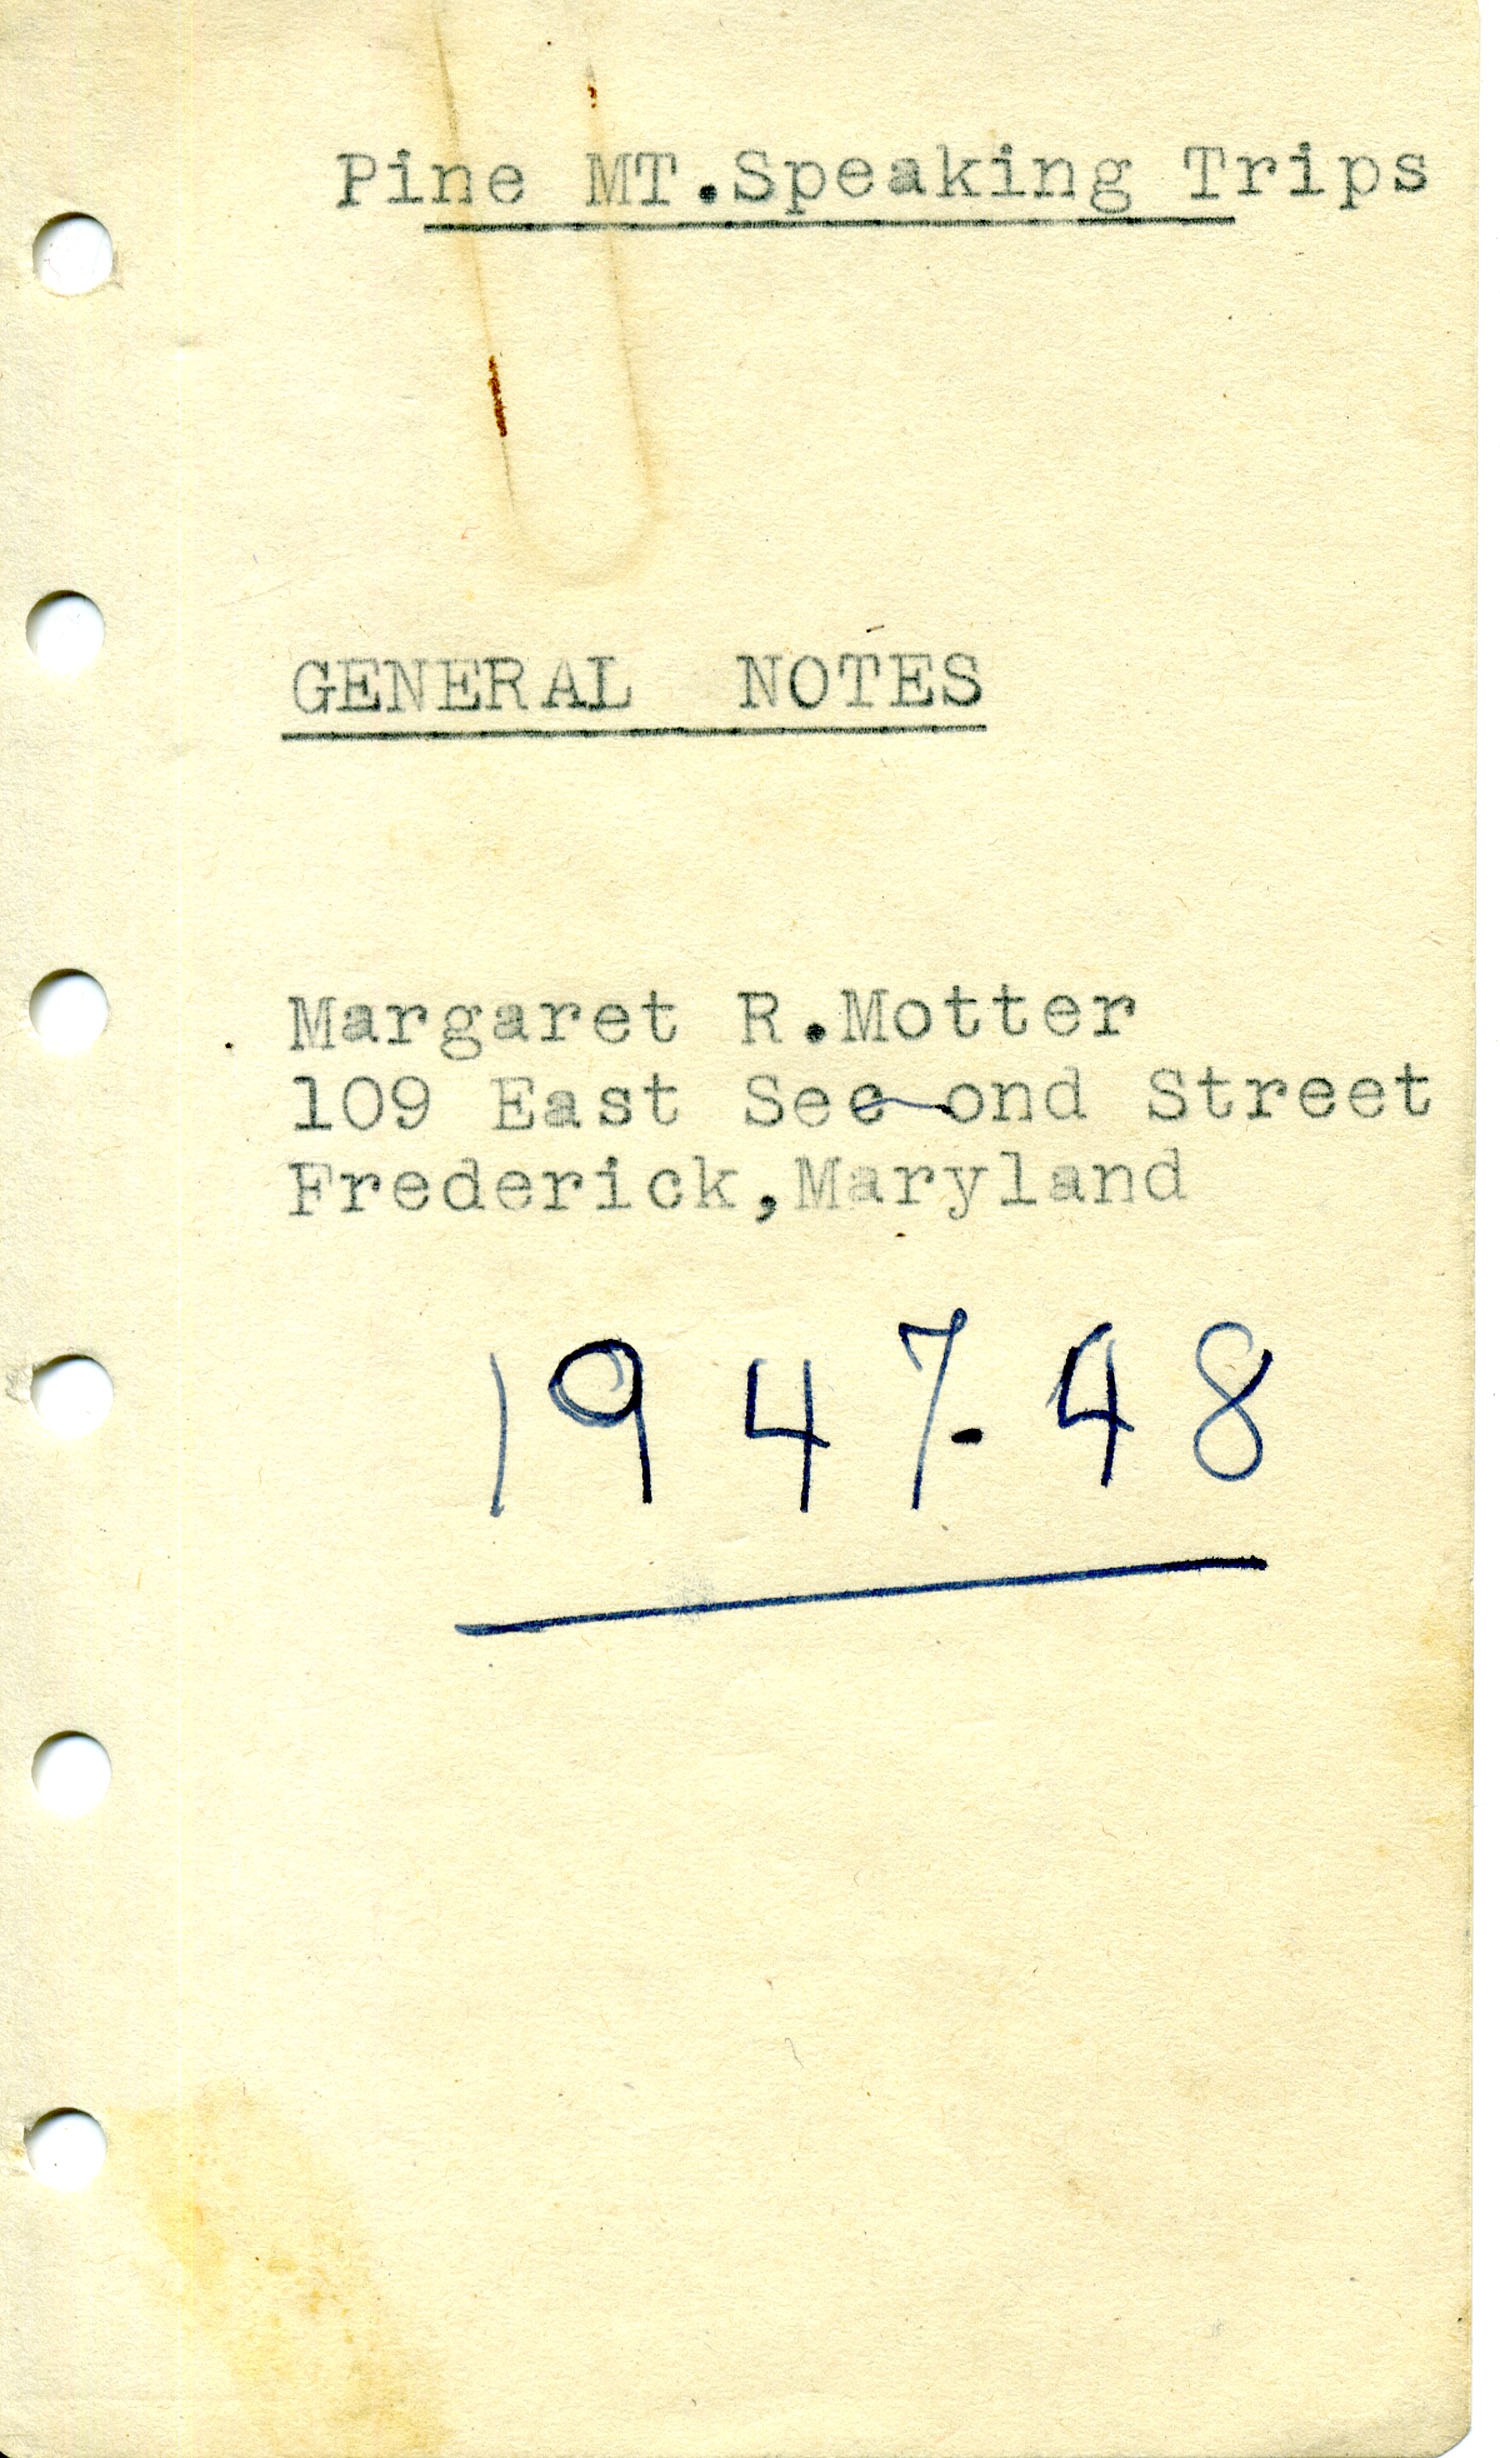 Pine MT.Speaking Trips
GENERAL NOTES
Margaret R.Motter
109 East Second Street
Frederick,Maryland
1947-48